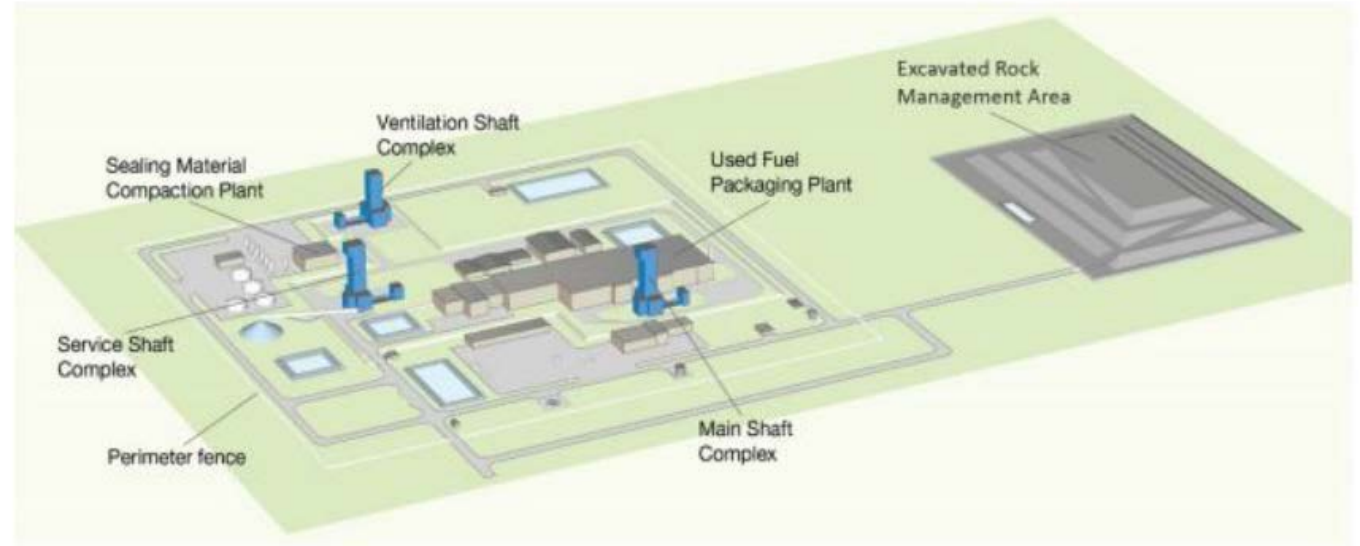 Excavated Rock
Management Area
Ventilation Shaft
Complex
Sealing Material
Compaction Plant
Used Fuel
Packaging Plant
Service Shaft
Complex
Perimeter fence
Main Shaft
Complex